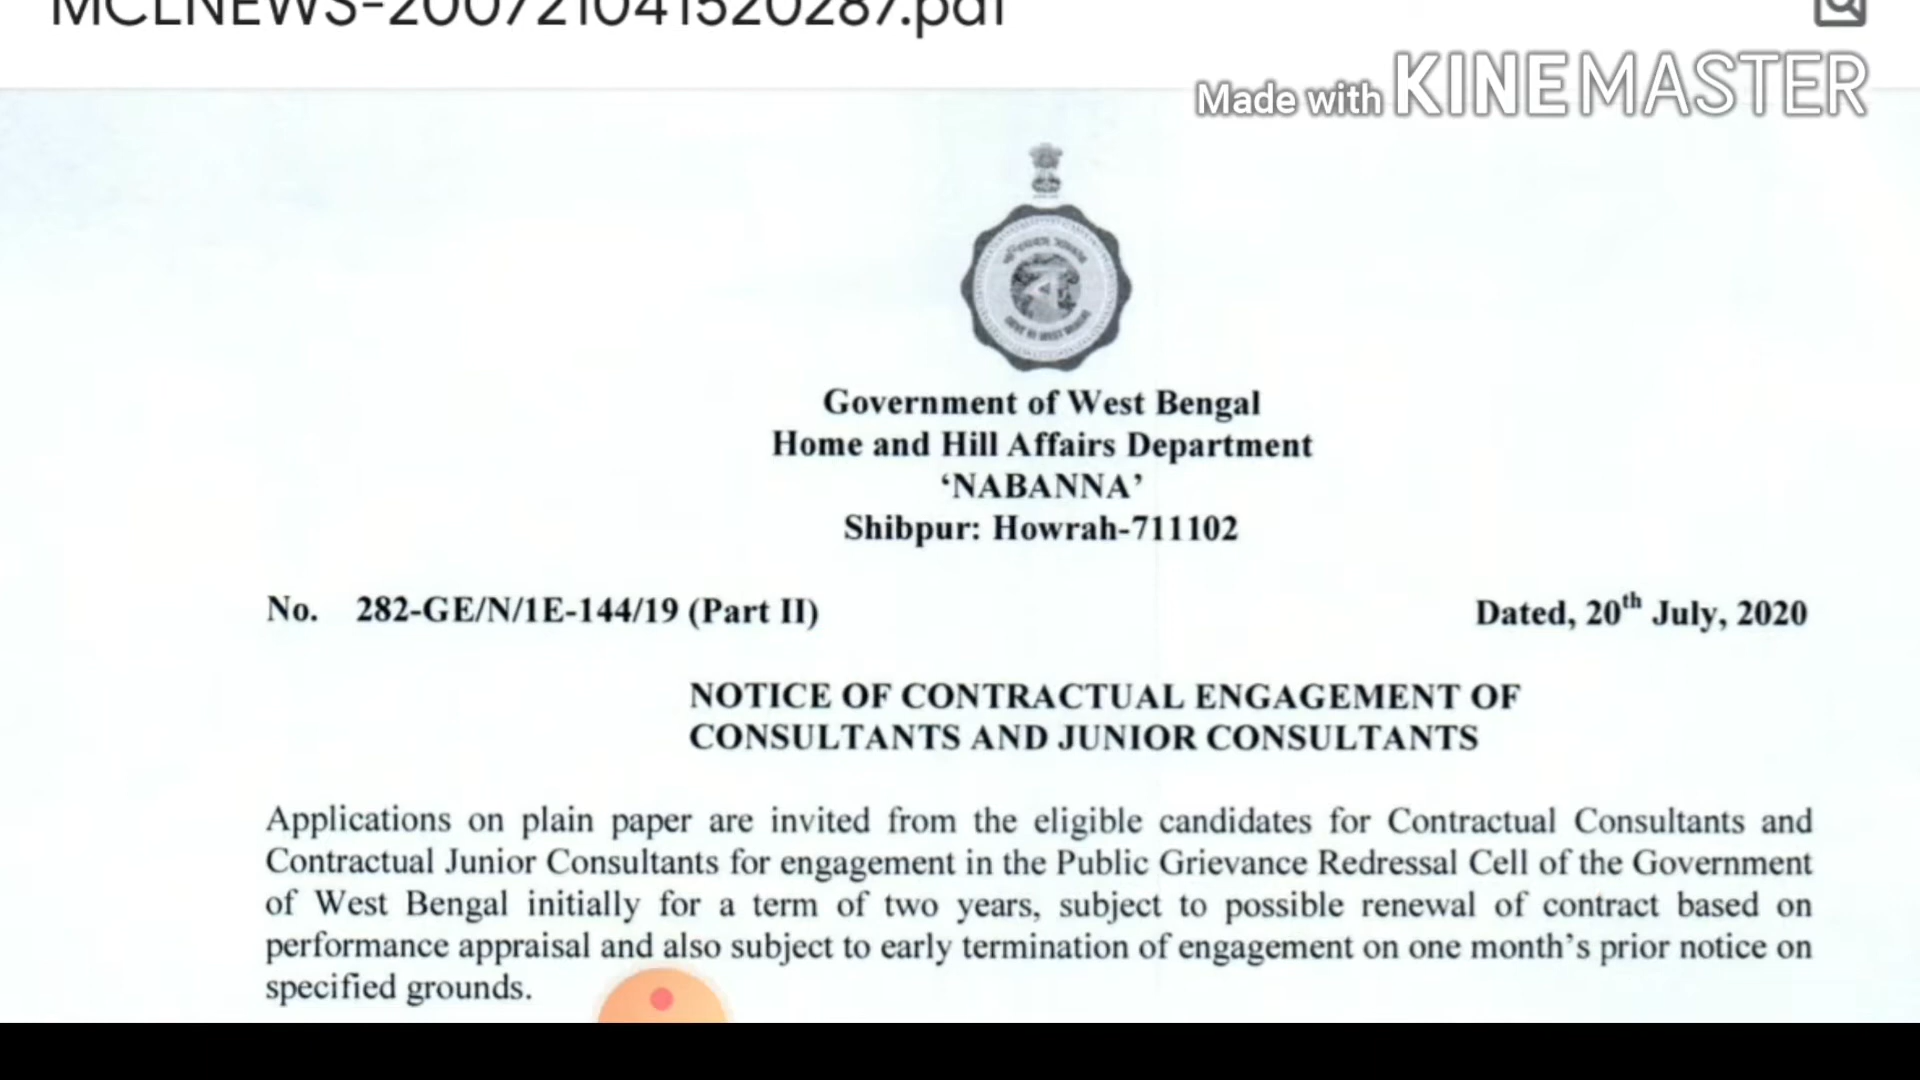 MCLNEWS-200721041520287.pdf
Made with KINEMASTER
Government of West Bengal
Home and Hill Affairs Department
‘NABANNA’
Shibpur: Howrah-711102
No. 282-GE/N/1E-144/19 (Part II) Dated, 20th July, 2020
NOTICE OF CONTRACTUAL ENGAGEMENT OF
CONSULTANTS AND JUNIOR CONSULTANTS
Applications on plain paper are invited from the eligible candidates for Contractual Consultants and
Contractual Junior Consultants for engagement in the Public Grievance Redressal Cell of the Government
of West Bengal initially for a term of two years, subject to possible renewal of contract based on
performance appraisal and also subject to early termination of engagement on one month’s prior notice on
specified grounds.